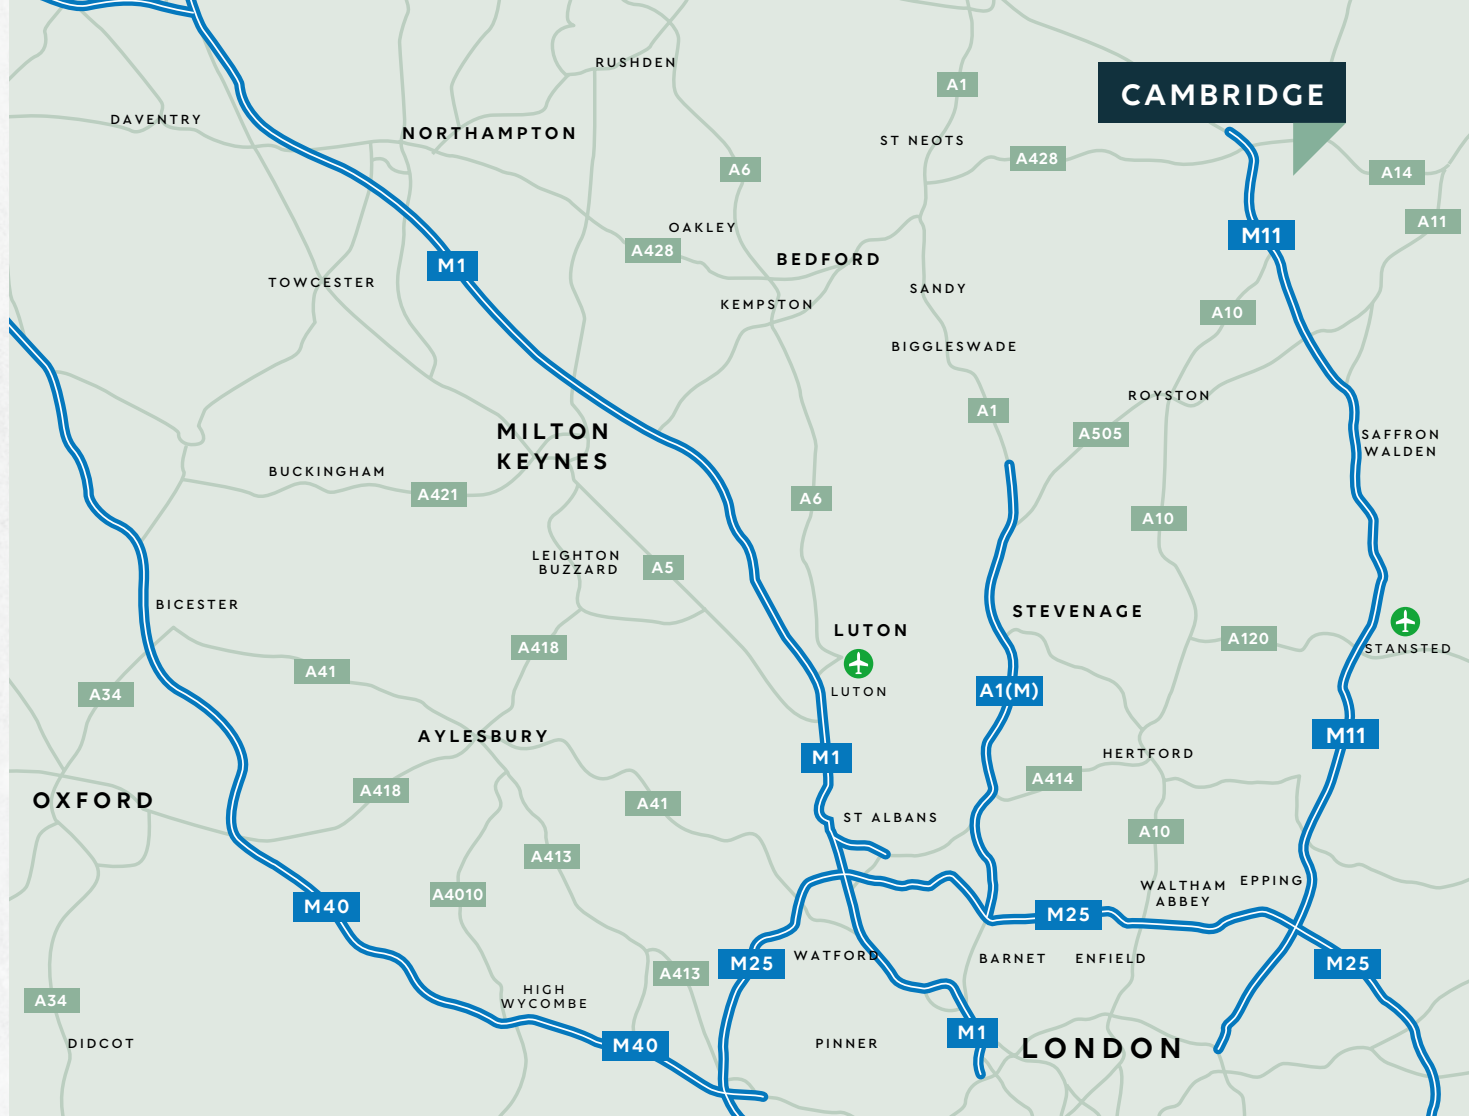 RUSHDEN
A1
CAMBRIDGE
DAVENTRY
NORTHAMPTON
ST NEOTS
A428
A6
A14
OAKLEY
A11
M11
A428
BEDFORD
M1
TOWCESTER
SANDY
KEMPSTON
A10
BIGGLESWADE
ROYSTON
A1
MILTON
KEYNES
A505
SAFFRON
WALDEN
BUCKINGHAM
A421
A6
A10
LEIGHTON
BUZZARD
A5
BICESTER
STEVENAGE
LUTON
A418
A120
STANSTED
A41
LUTON
A34
A1(M)
AYLESBURY
M11
HERTFORD
M1
A414
A418
OXFORD
A41
ST ALBANS
A10
A413
EPPING
WALTHAM
ABBEY
A4010
M40
M25
WATFORD
BARNET
ENFIELD
M25
M25
A413
HIGH
WYCOMBE
A34
M1
DIDCOT
M40
PINNER
LONDON